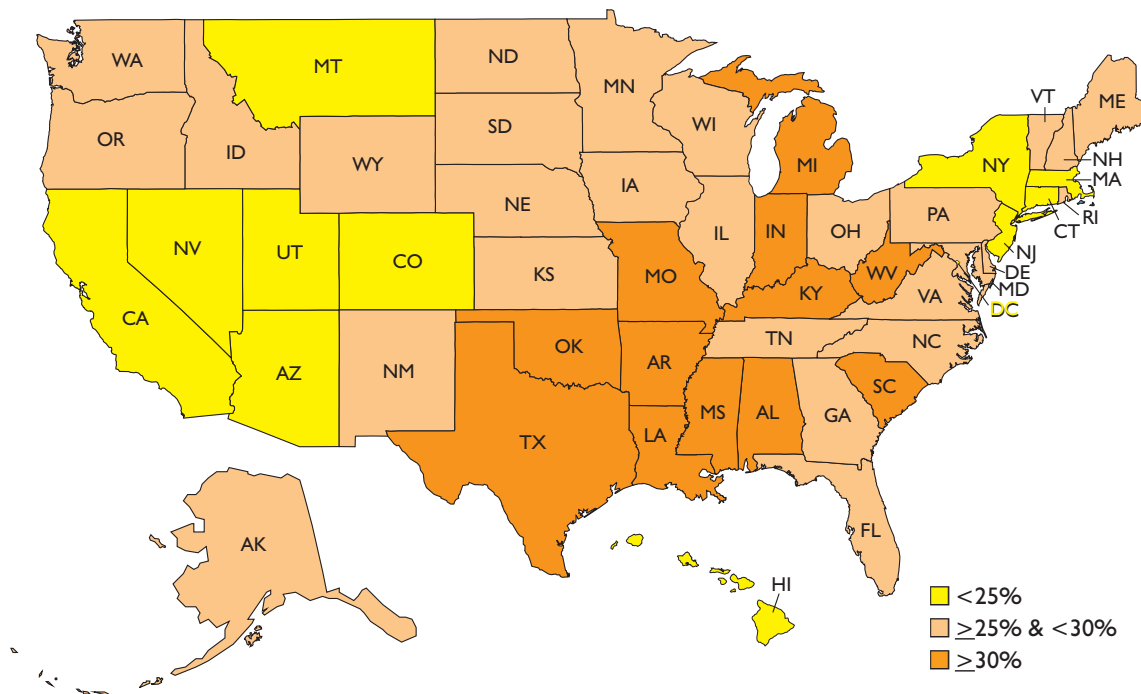 WA
MT
ND
MN
VT
ME
OR
ID
SD
WI
MI
NY
NH
MA
WY
IA
NE
PA
RI
CT
NV
UT
CO
IL
IN
OH
NJ
KS
MO
WV
DE
KY
VA
MD
DC
CA
TN
NC
AZ
NM
OK
AR
SC
MS
AL
GA
TX
LA
FL
AK
HI
<25%
≥25% & <30%
≥30%